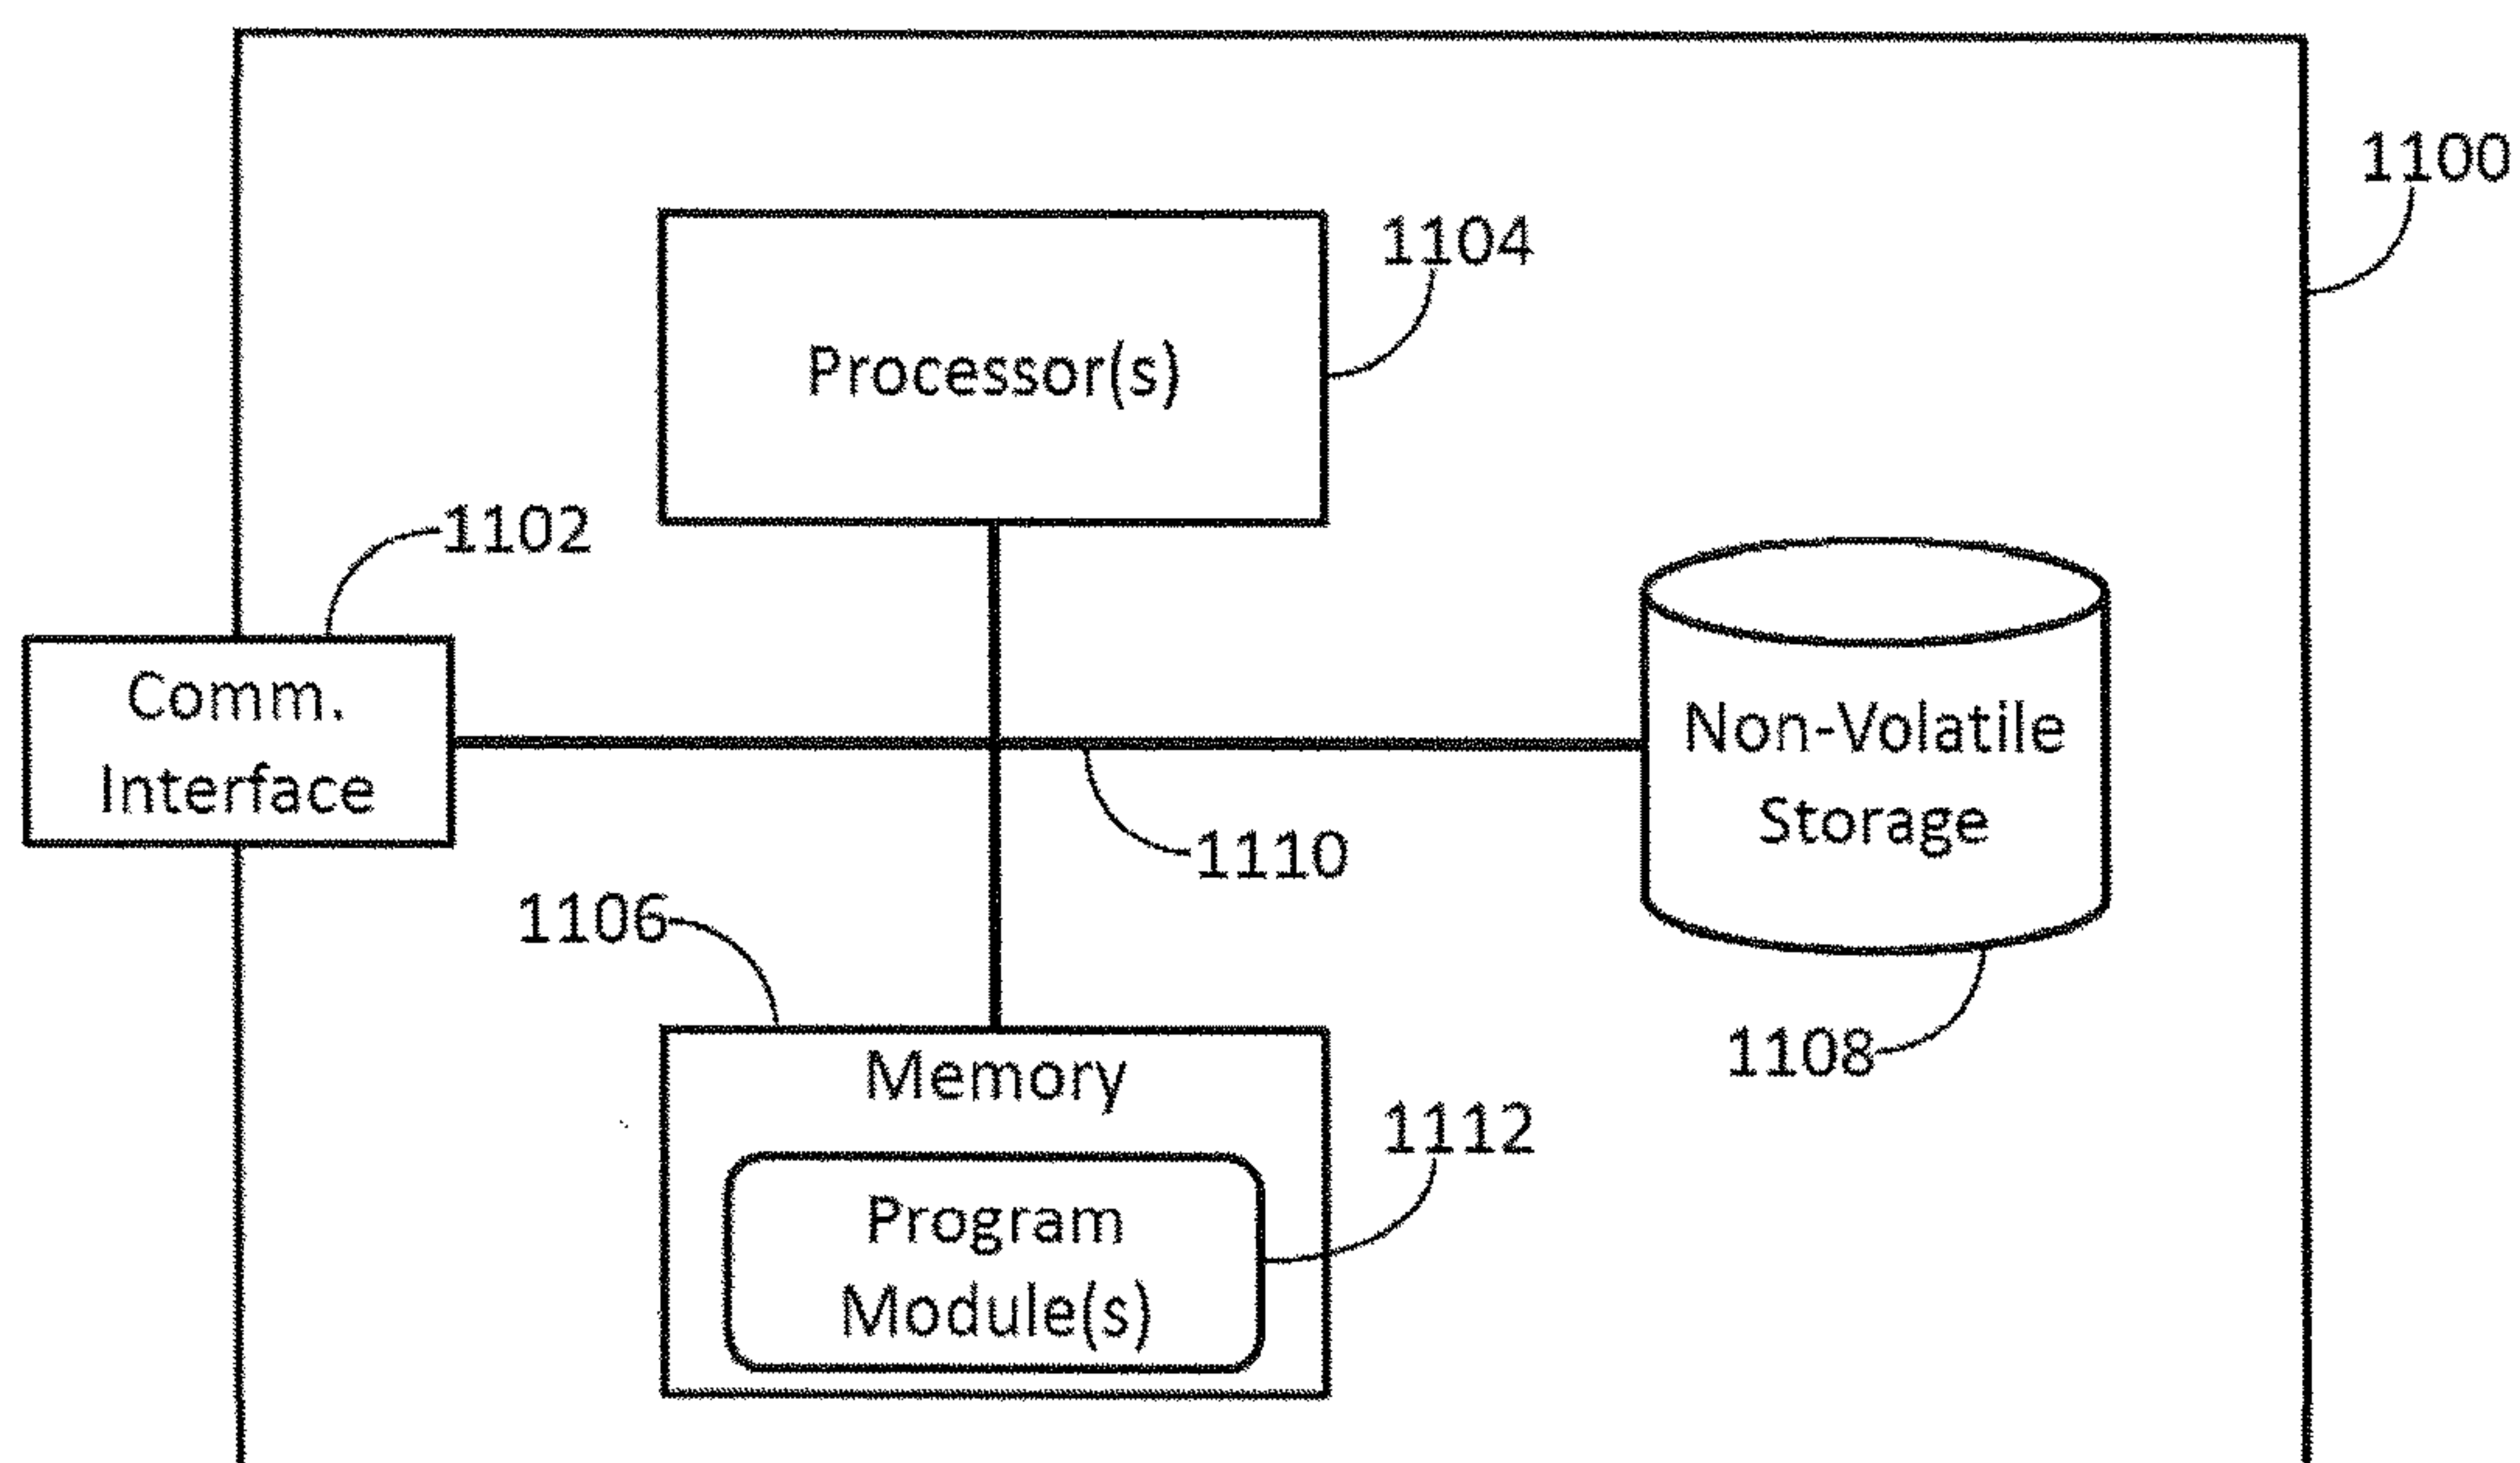 1100
1104
Processor(s)
1102
Comm.
Interface
Non-Volatile
Storage
1110
1106
1108
Memory
1112
Program
Module(s)